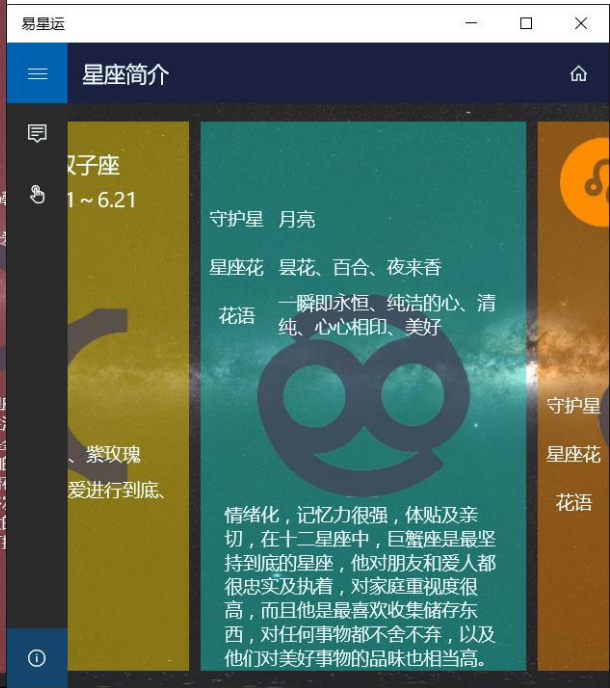 易星运
星座简介
子座
1～6.21
、紫玫瑰
爱进行到底、
守护星 月亮
星座花 昙花、百合、夜来香
花语 一瞬即永恒、纯洁的心、清
纯、心心相印、美好
情绪化，记忆力很强，体贴及亲
切，在十二星座中，巨蟹座是最坚
持到底的星座，他对朋友和爱人都
很忠实及执着，对家庭重视度很
高，而且他是最喜欢收集储存东
西，对任何事物都不舍不弃，以及
他们对美好事物的品味也相当高。
守护星
星座花
花语